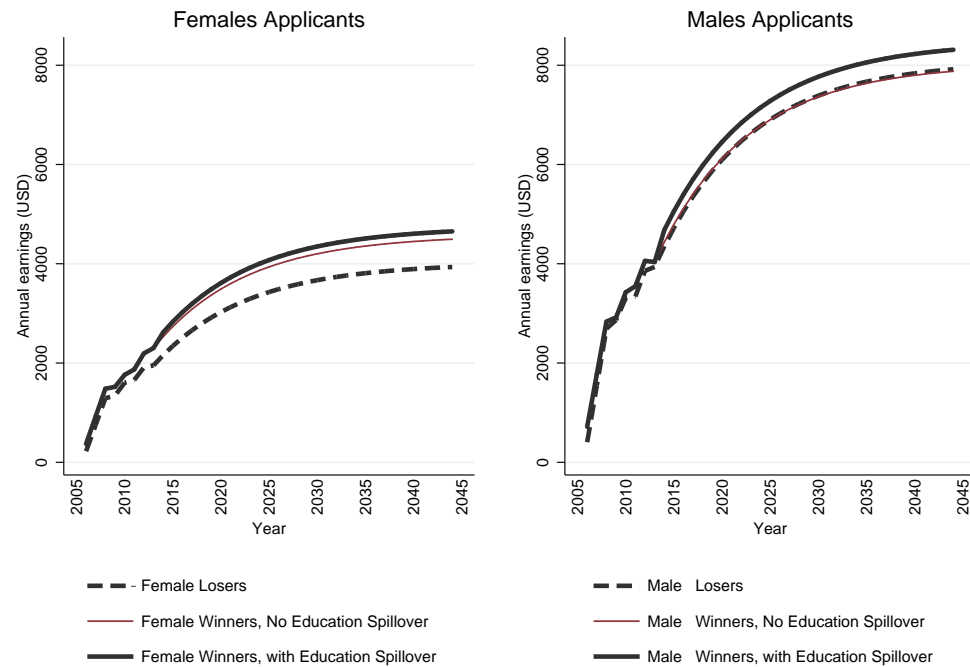 Females Applicants
Annual earnings (USD)
0
2000
4000
6000
8000
2005
2010
2015
2020
2025
2030
2035
2040
2045
Year
Female Losers
Female Winners, No Education Spillover
Female Winners, with Education Spillover
Males Applicants
Annual earnings (USD)
0
2000
4000
6000
8000
2005
2010
2015
2020
2025
2030
2035
2040
2045
Year
Male Losers
Male Winners, No Education Spillover
Male Winners, with Education Spillover